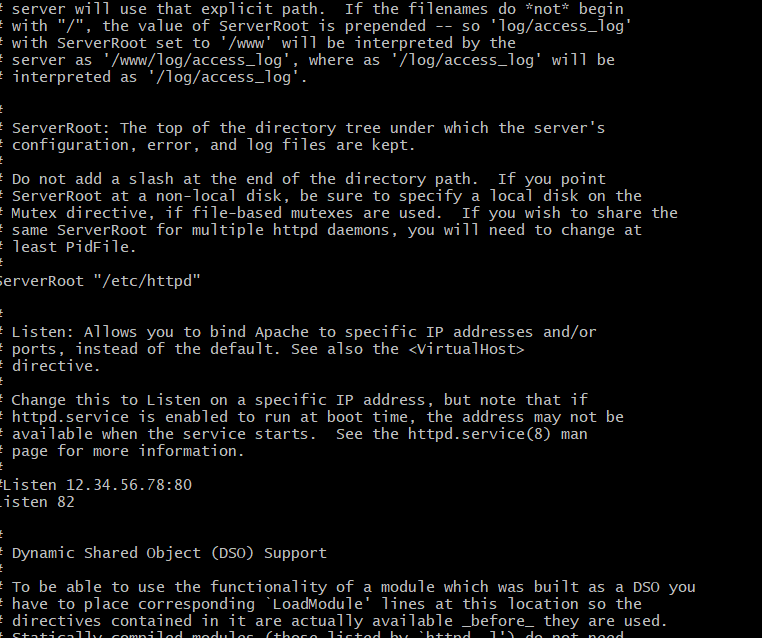 # server will use that explicit path.  If the filenames do *not* begin
# with "/", the value of ServerRoot is prepended -- so 'log/access_log'
# with ServerRoot set to '/www' will be interpreted by the
# server as '/www/log/access_log', where as '/log/access_log' will be
# interpreted as '/log/access_log'.
#
# ServerRoot: The top of the directory tree under which the server's
# configuration, error, and log files are kept.
#
# Do not add a slash at the end of the directory path.  If you point
# ServerRoot at a non-local disk, be sure to specify a local disk on the
# Mutex directive, if file-based mutexes are used.  If you wish to share the
# same ServerRoot for multiple httpd daemons, you will need to change at
# least PidFile.
#
ServerRoot "/etc/httpd"
#
# Listen: Allows you to bind Apache to specific IP addresses and/or
# ports, instead of the default. See also the <VirtualHost>
# directive.
#
# Change this to Listen on a specific IP address, but note that if
# httpd.service is enabled to run at boot time, the address may not be
# available when the service starts.  See the httpd.service(8) man
# page for more information.
#
#Listen 12.34.56.78:80
Listen 82
#
# Dynamic Shared Object (DSO) Support
#
# To be able to use the functionality of a module which was built as a DSO you
# have to place corresponding `LoadModule' lines at this location so the
# directives contained in it are actually available _before_ they are used.
# Statically compiled modules (those listed by `httpd -l') do not need